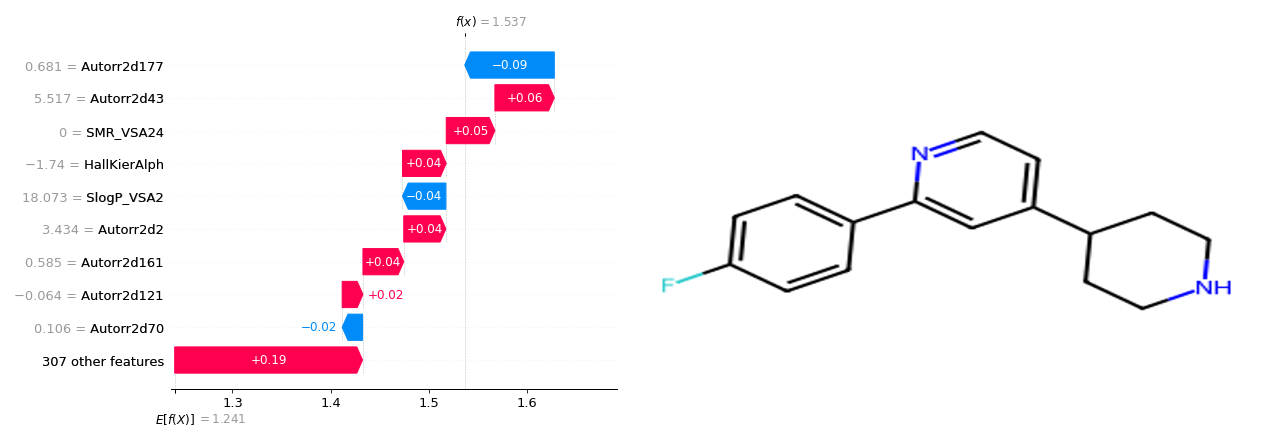 f(x) = 1.537
0.681 = Autorr2d177
−0.09
5.517 = Autorr2d43
+0.06
0 = SMR_VSA24
+0.05
−1.74 = HallKierAlph
+0.04
18.073 = SlogP_VSA2
−0.04
3.434 = Autorr2d2
+0.04
0.585 = Autorr2d161
+0.04
−0.064 = Autorr2d121
+0.02
0.106 = Autorr2d70
−0.02
307 other features
+0.19
1.3 1.4 1.5 1.6
E[f(X)] = 1.241
N
F
NH